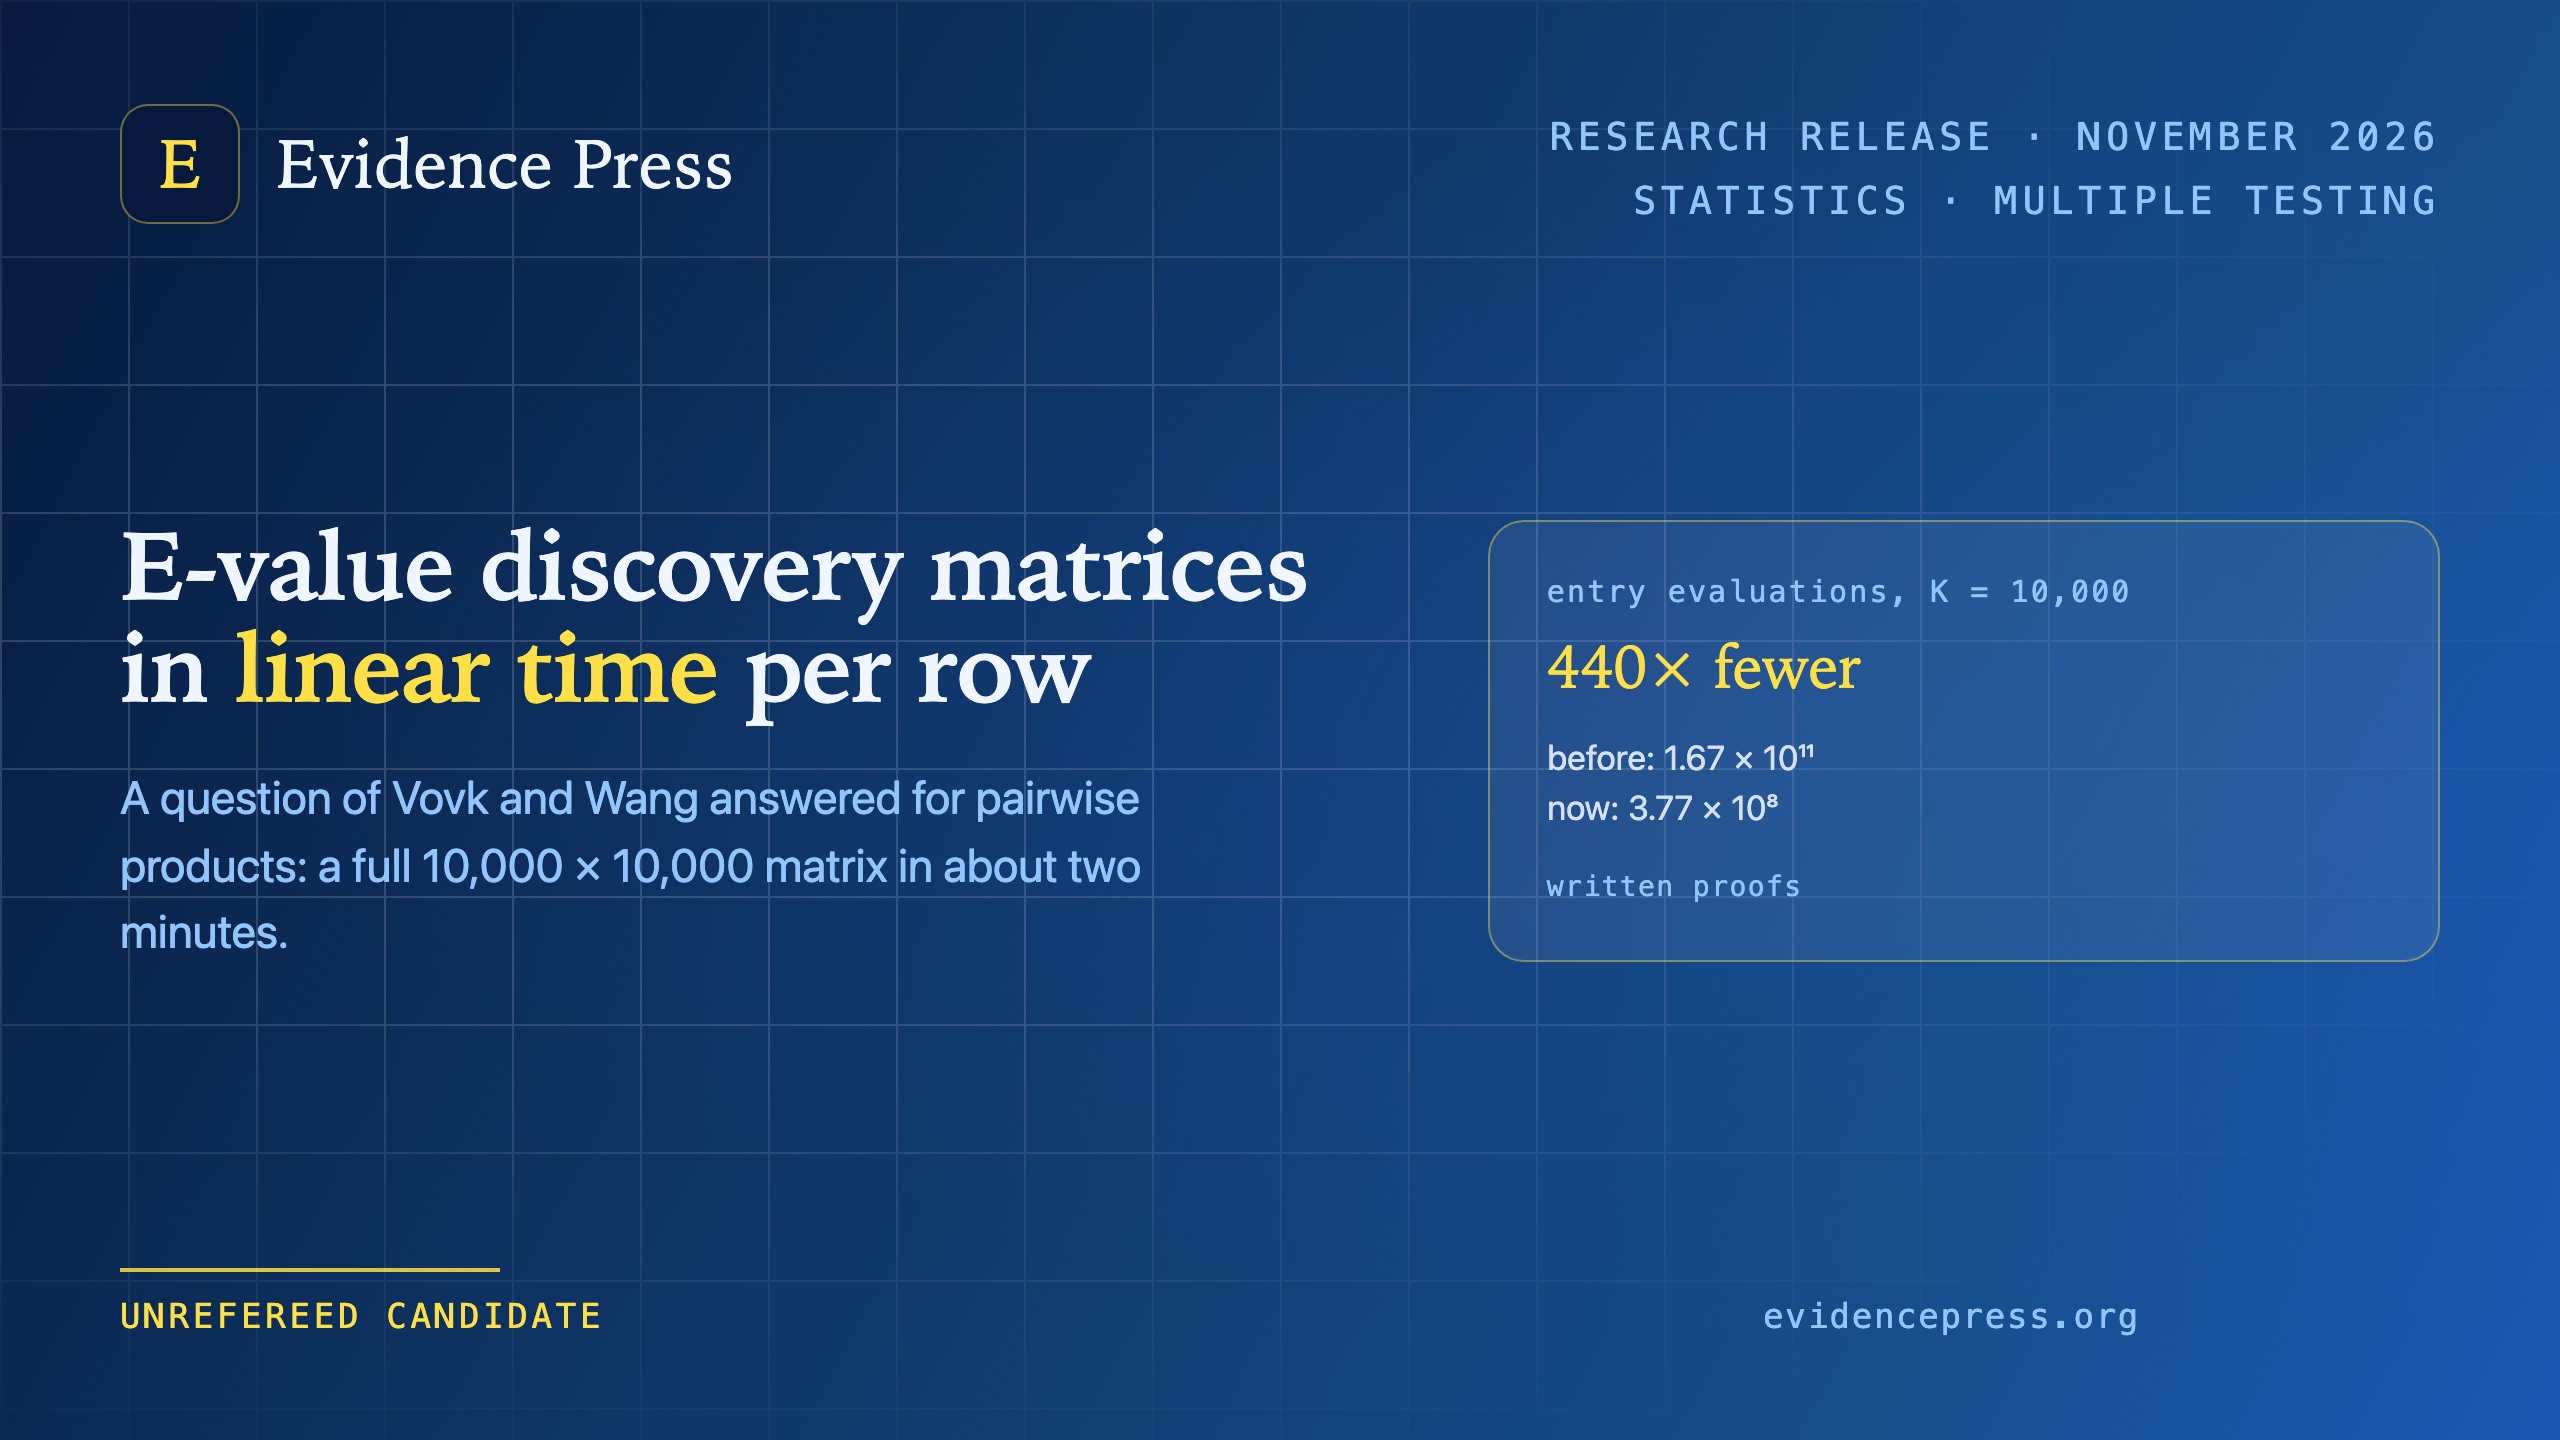 E
Evidence Press
RESEARCH RELEASE · NOVEMBER 2026
STATISTICS · MULTIPLE TESTING
E-value discovery matrices
in linear time per row
A question of Vovk and Wang answered for pairwise
products: a full 10,000 × 10,000 matrix in about two
minutes.
entry evaluations, K = 10,000
440× fewer
before: 1.67 × 10¹¹
now: 3.77 × 10⁸
written proofs
UNREFEREED CANDIDATE
evidencepress.org